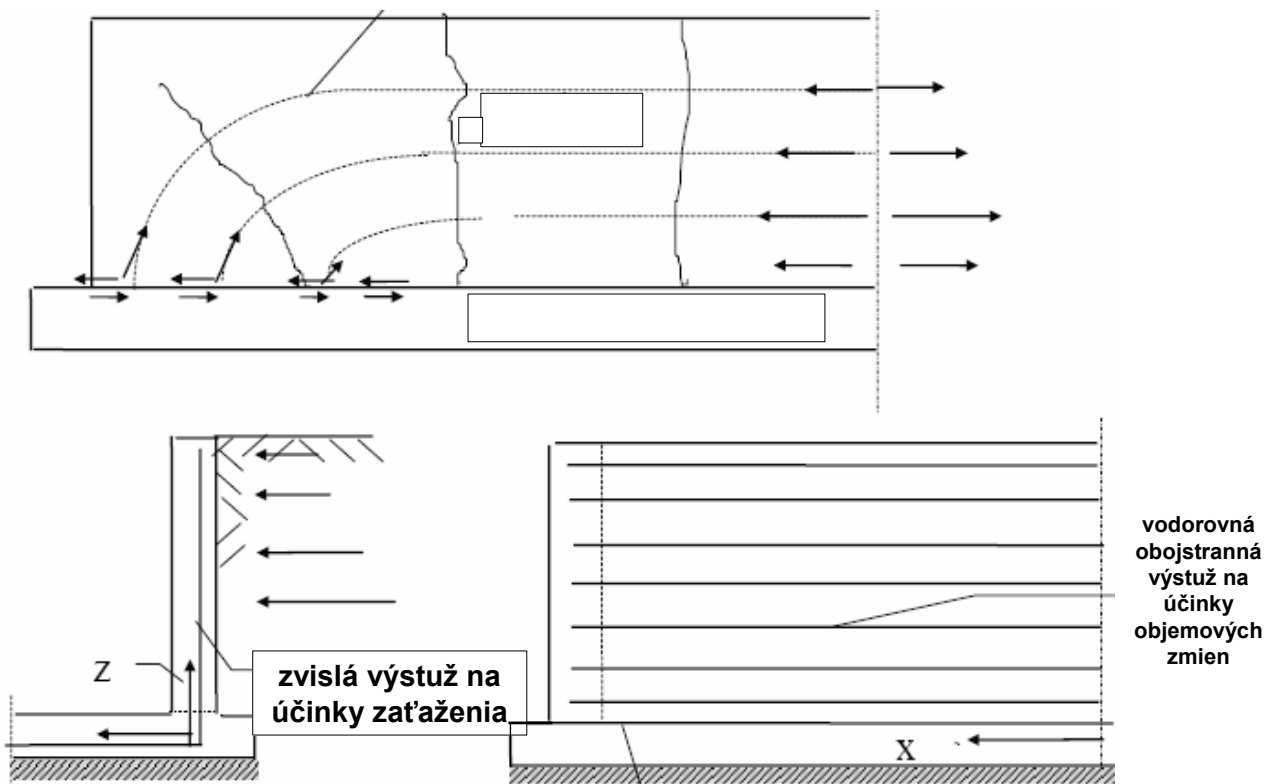 Z
zvislá výstuž na
účinky zaťaženia
X
vodorovná
obojstranná
výstuž na
účinky
objemových
zmien